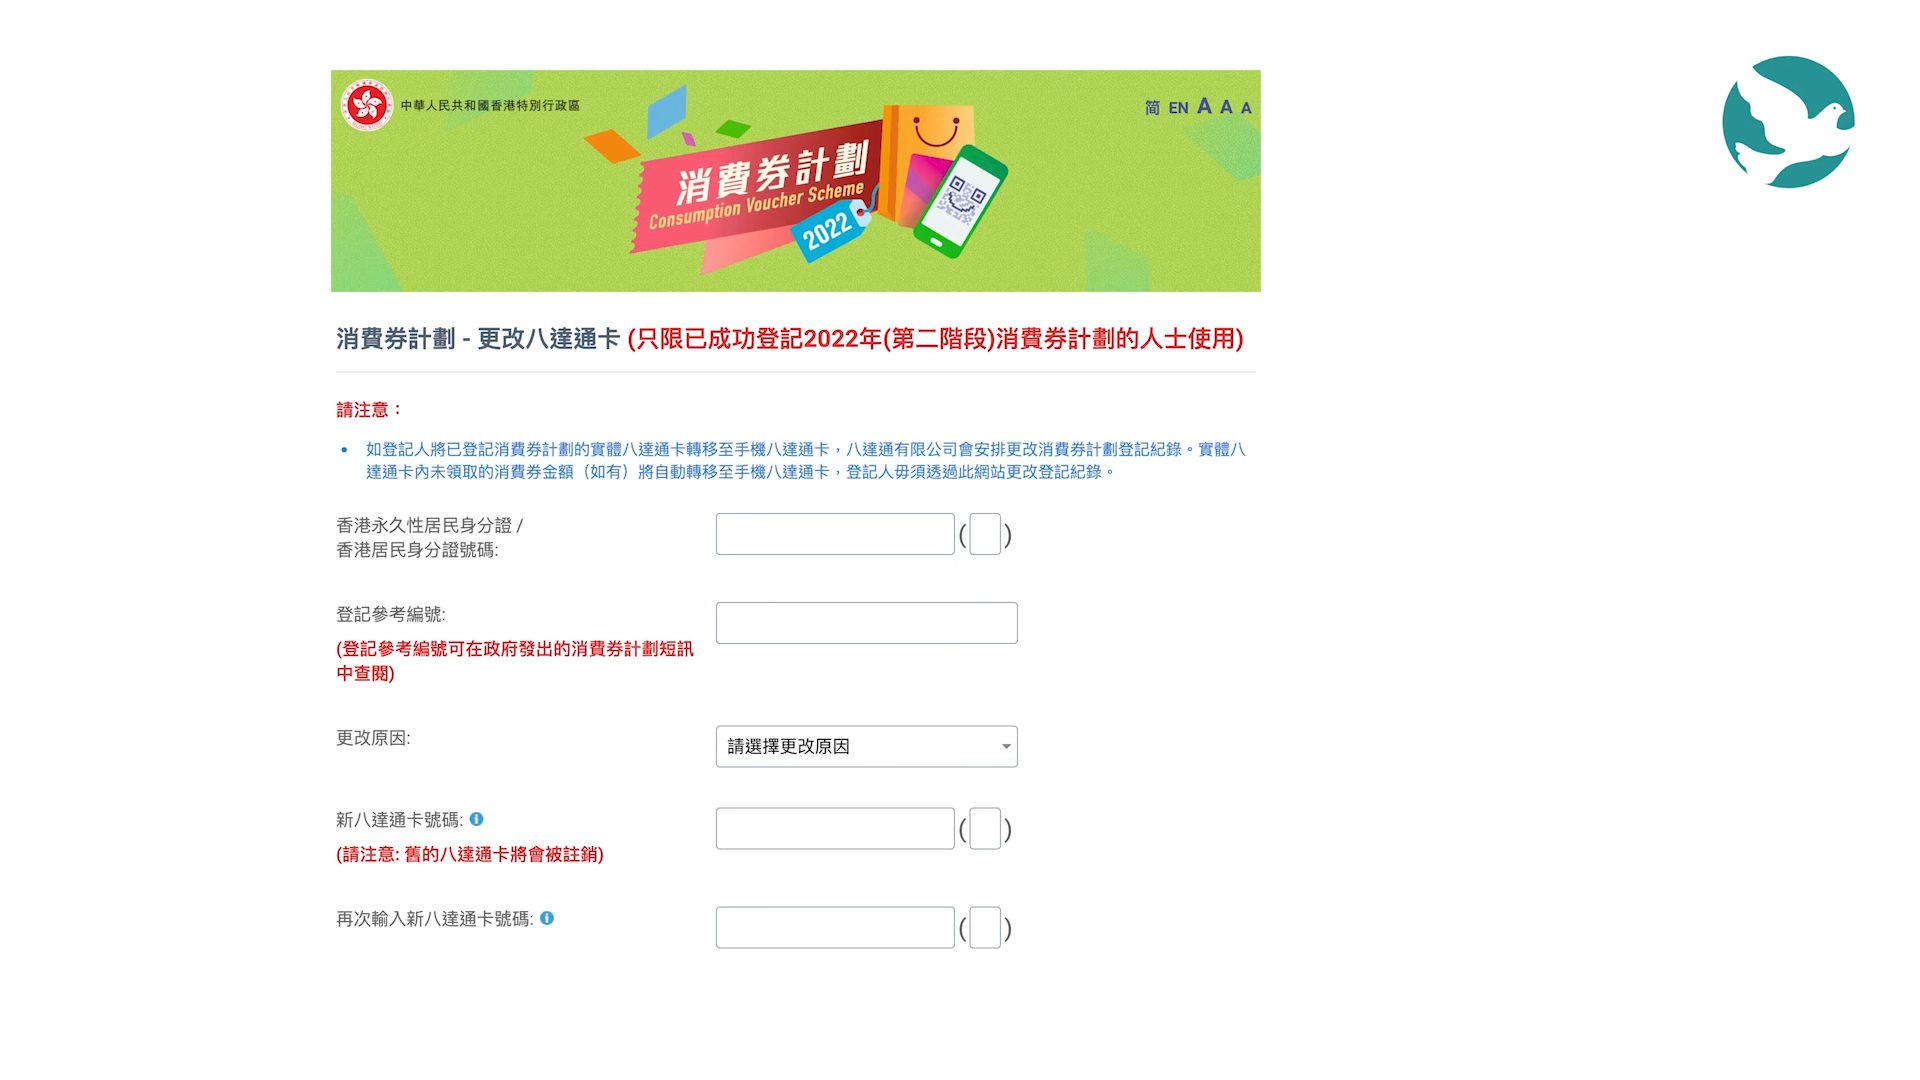 中華人民共和國香港特別行政區
简 EN A A A
消費券計劃
Consumption Voucher Scheme
2022
消費券計劃 - 更改八達通卡 (只限已成功登記2022年(第二階段)消費券計劃的人士使用)
請注意：
• 如登記人將已登記消費券計劃的實體八達通卡轉移至手機八達通卡，八達通有限公司會安排更改消費券計劃登記紀錄。實體八
達通卡內未領取的消費券金額（如有）將自動轉移至手機八達通卡，登記人毋須透過此網站更改登記紀錄。
香港永久性居民身分證 / ( )
香港居民身分證號碼:
登記參考編號:
(登記參考編號可在政府發出的消費券計劃短訊
中查閱)
更改原因: 請選擇更改原因
新八達通卡號碼: ( )
(請注意: 舊的八達通卡將會被註銷)
再次輸入新八達通卡號碼: ( )